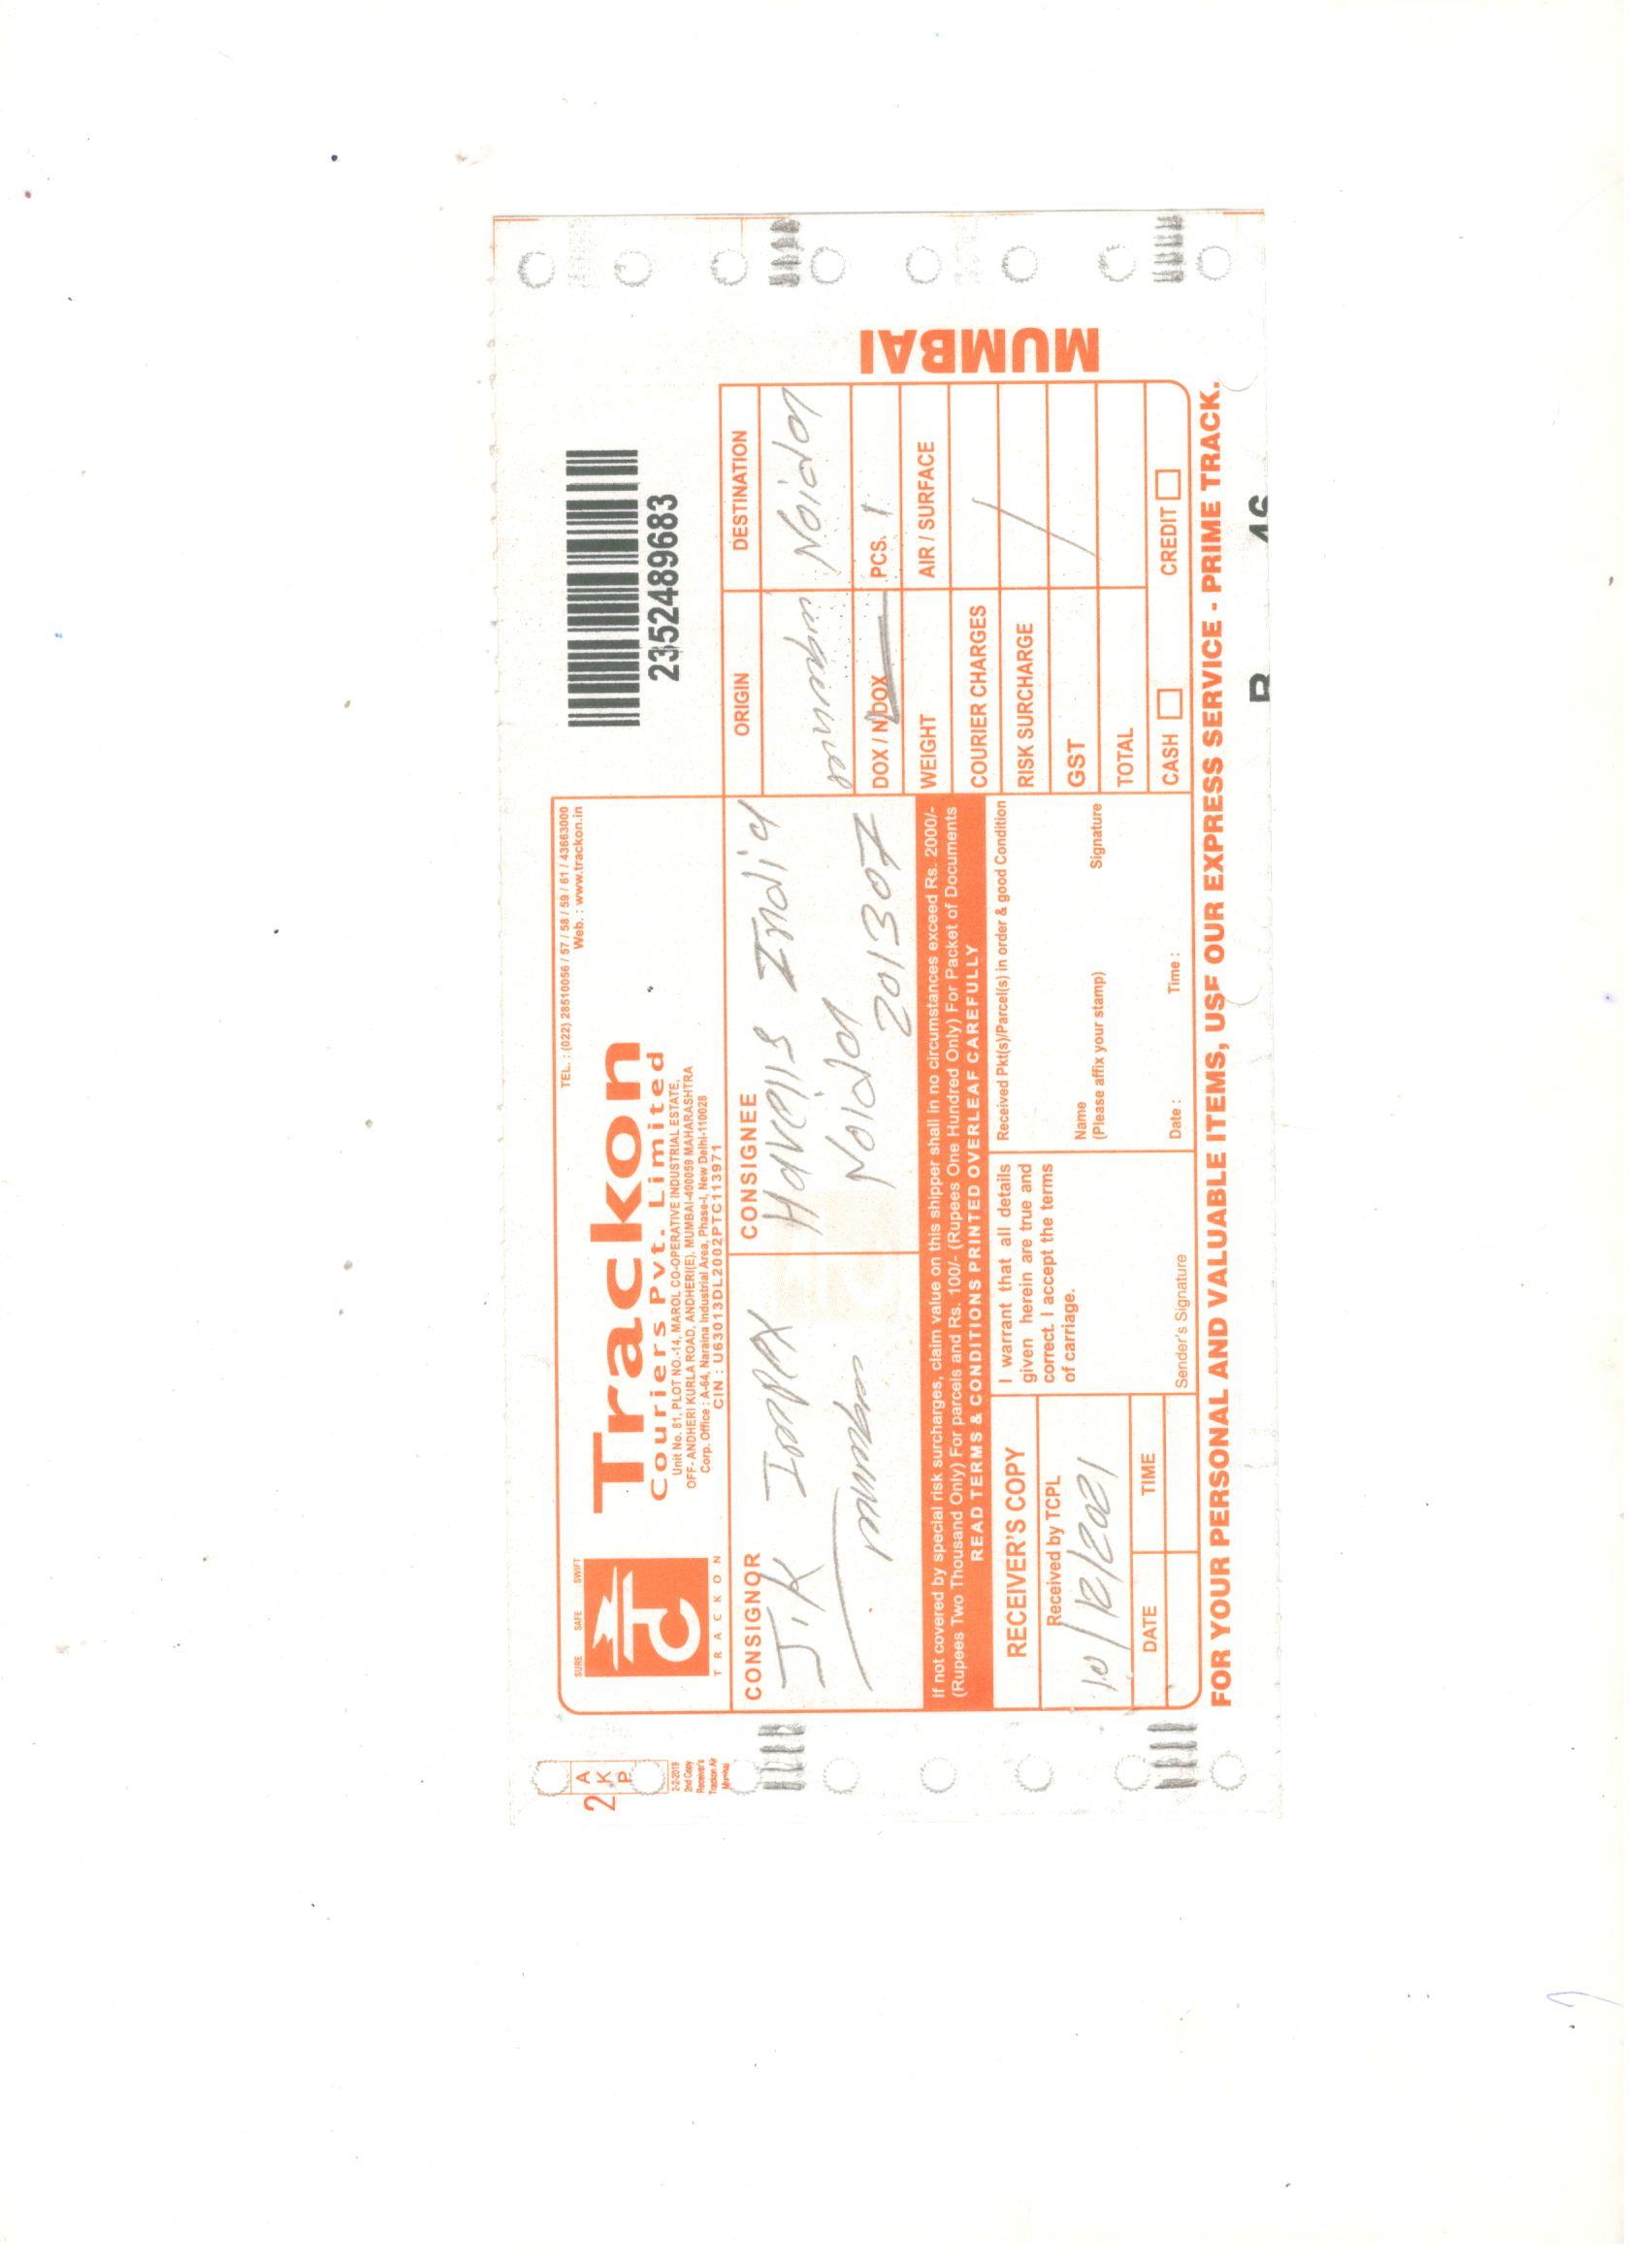 2
A
K
P
2-2-2019
2nd Copy
Receiver's
Trackon Air
Mumbai
SURE SAFE SWIFT
TRACKON
Trackon
Couriers Pvt. Limited
Unit No. 81, PLOT NO.-14, MAROL CO-OPERATIVE INDUSTRIAL ESTATE,
OFF- ANDHERI KURLA ROAD, ANDHERI(E), MUMBAI-400059 MAHARASHTRA
Corp. Office : A-64, Naraina Industrial Area, Phase-I, New Delhi-110028
CIN : U63013DL2002PTC113971
TEL. : (022) 28510056 / 57 / 58 / 59 / 61 / 43663000
Web. : www.trackon.in
2352489683
CONSIGNOR
J.K
mumbai
CONSIGNEE
Havells India
Noida
201307
ORIGIN DESTINATION
mumbai Noida
DOX / NDOX PCS. 1
WEIGHT AIR / SURFACE
COURIER CHARGES
RISK SURCHARGE
GST
TOTAL
CASH CREDIT
If not covered by special risk surcharges, claim value on this shipper shall in no circumstances exceed Rs. 2000/-
(Rupees Two Thousand Only) For parcels and Rs. 100/- (Rupees One Hundred Only) For Packet of Documents
READ TERMS & CONDITIONS PRINTED OVERLEAF CAREFULLY
RECEIVER'S COPY
Received by TCPL
10/12/2021
DATE TIME
I warrant that all details
given herein are true and
correct. I accept the terms
of carriage.
Sender's Signature
Received Pkt(s)/Parcel(s) in order & good Condition
Name Signature
(Please affix your stamp)
Date : Time :
FOR YOUR PERSONAL AND VALUABLE ITEMS, USE OUR EXPRESS SERVICE - PRIME TRACK.
MUMBAI